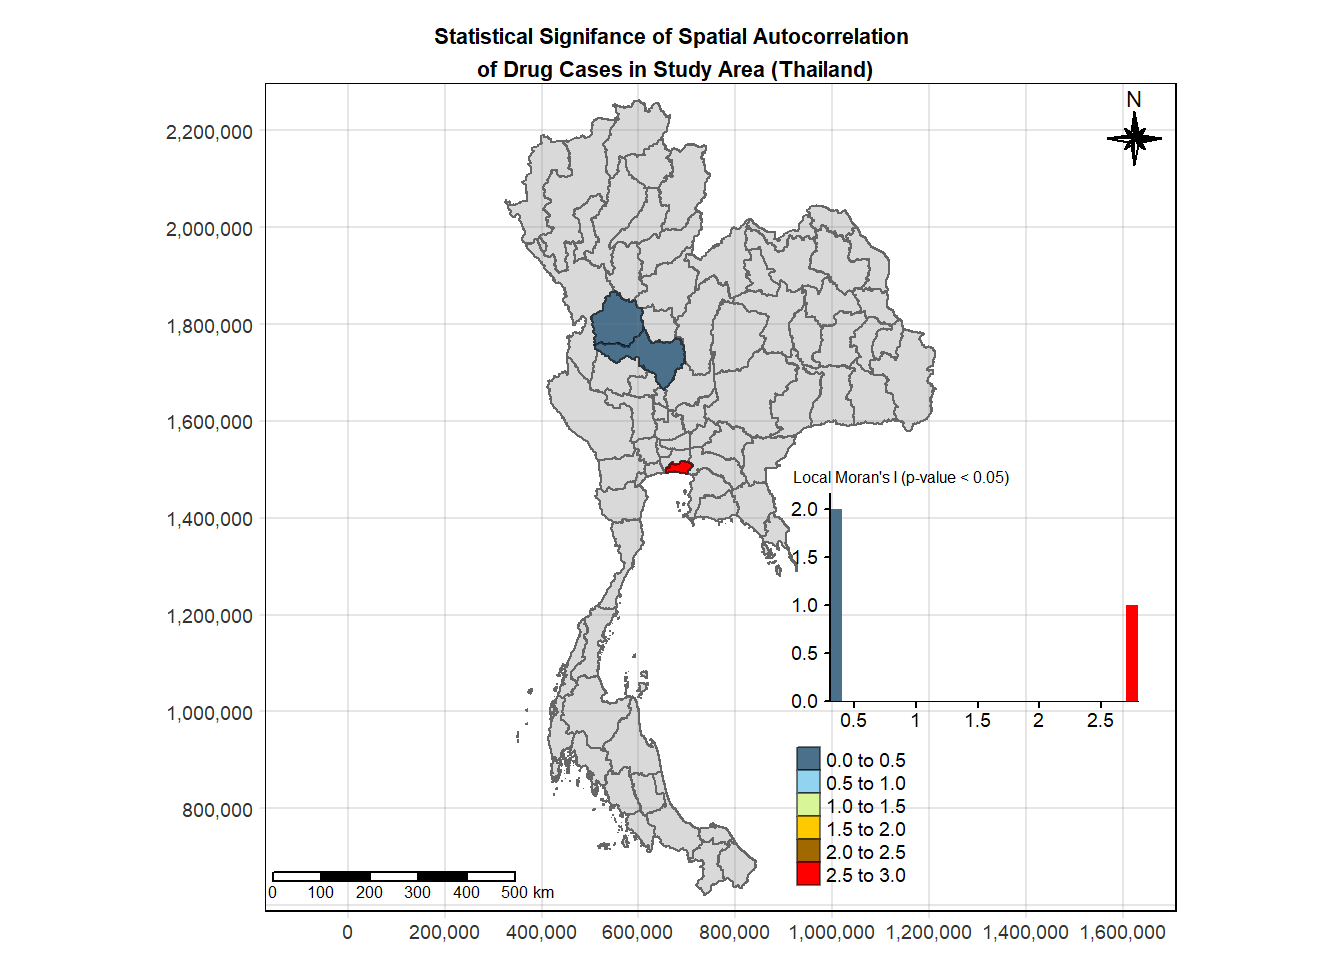 Statistical Signifance of Spatial Autocorrelation
of Drug Cases in Study Area (Thailand)
N
2,200,000
2,000,000
1,800,000
1,600,000
1,400,000
1,200,000
1,000,000
800,000
Local Moran's I (p-value < 0.05)
2.0
1.5
1.0
0.5
0.0
0.5 1 1.5 2 2.5
0.0 to 0.5
0.5 to 1.0
1.0 to 1.5
1.5 to 2.0
2.0 to 2.5
2.5 to 3.0
0 100 200 300 400 500 km
0 200,000 400,000 600,000 800,000 1,000,000 1,200,000 1,400,000 1,600,000